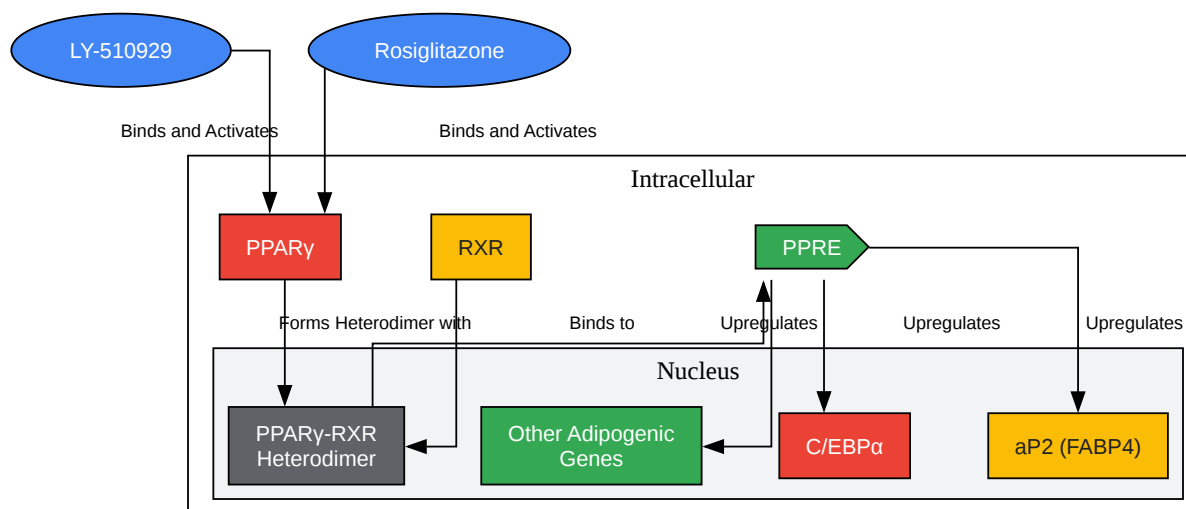 LY-510929
Rosiglitazone
Binds and Activates
Binds and Activates
Intracellular
PPARγ
RXR
PPRE
Forms Heterodimer with
Binds to
Upregulates
Upregulates
Upregulates
Nucleus
PPARγ-RXR
Heterodimer
Other Adipogenic
Genes
C/EBPα
aP2 (FABP4)